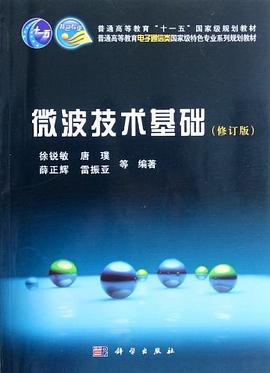 普通高等教育“十一五”国家级规划教材
普通高等教育电子通信类国家级特色专业系列规划教材
微波技术基础(修订版)
徐锐敏 唐璞
薛正辉 雷振亚 等 编著
科学出版社